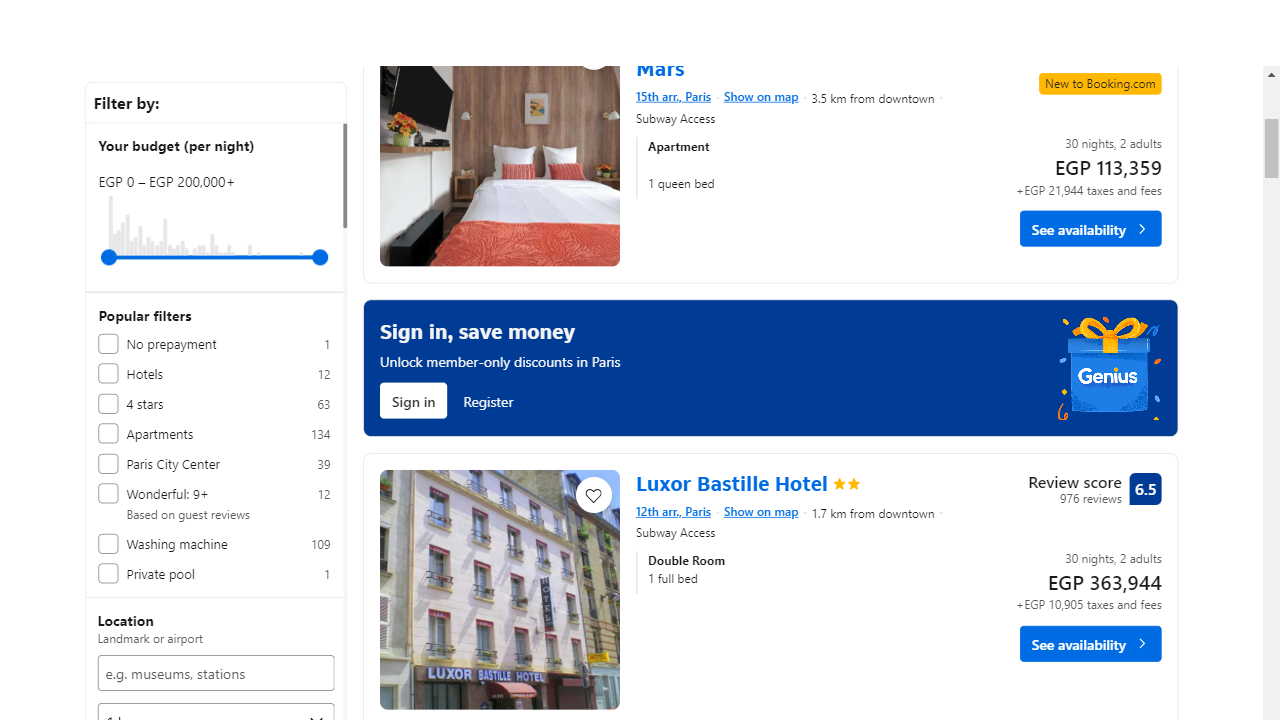 Filter by:
Your budget (per night)
EGP 0 – EGP 200,000+
Popular filters
No prepayment 1
Hotels 12
4 stars 63
Apartments 134
Paris City Center 39
Wonderful: 9+ 12
Based on guest reviews
Washing machine 109
Private pool 1
Location
Landmark or airport
e.g. museums, stations
Mars
New to Booking.com
15th arr., Paris Show on map 3.5 km from downtown
Subway Access
Apartment
1 queen bed
30 nights, 2 adults
EGP 113,359
+EGP 21,944 taxes and fees
See availability
Sign in, save money
Unlock member-only discounts in Paris
Sign in Register
Genius
Luxor Bastille Hotel
Review score 6.5
976 reviews
12th arr., Paris Show on map 1.7 km from downtown
Subway Access
Double Room
1 full bed
30 nights, 2 adults
EGP 363,944
+EGP 10,905 taxes and fees
See availability
HOTEL
LUXOR BASTILLE HOTEL